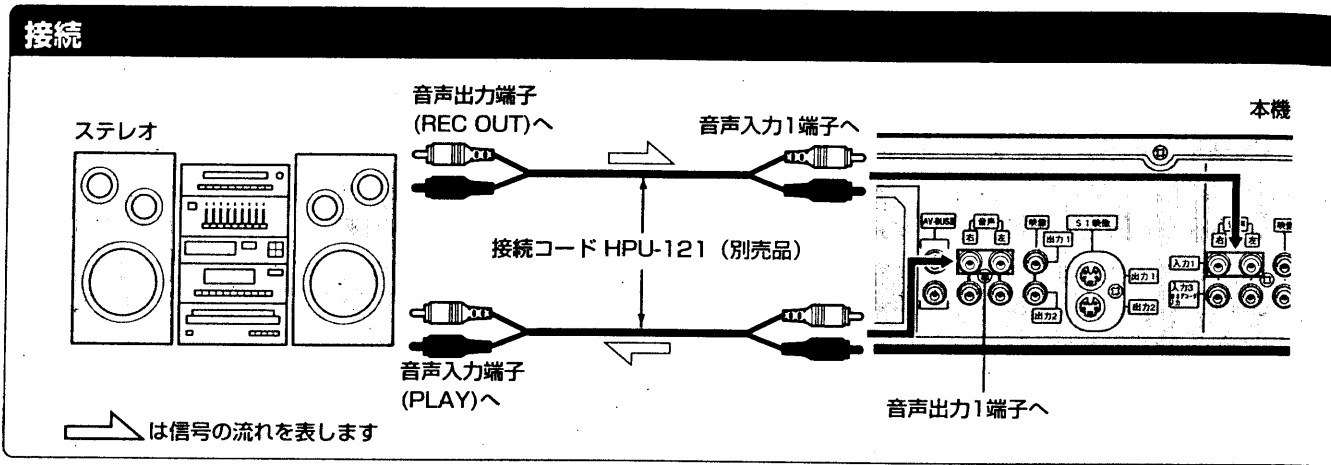 接続
ステレオ
音声出力端子
(REC OUT)へ
音声入力1端子へ
本機
接続コード HPU-121（別売品）
AV-BUSS
音声
右
左
映像
出力1
出力2
S1映像
出力1
出力2
右
左
映像
入力1
入力3
音声入力端子
(PLAY)へ
音声出力1端子へ
は信号の流れを表します